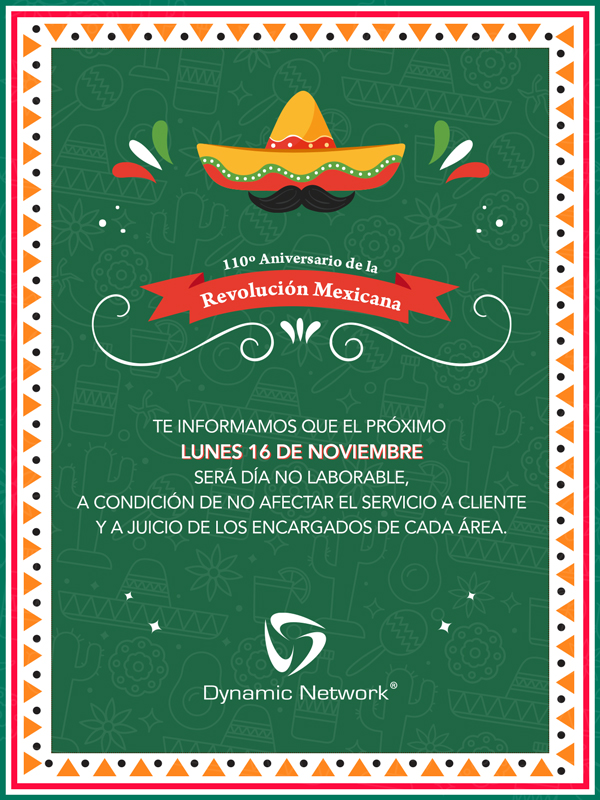 110º Aniversario de la
Revolución Mexicana
TE INFORMAMOS QUE EL PRÓXIMO
LUNES 16 DE NOVIEMBRE
SERÁ DÍA NO LABORABLE,
A CONDICIÓN DE NO AFECTAR EL SERVICIO A CLIENTE
Y A JUICIO DE LOS ENCARGADOS DE CADA ÁREA.
Dynamic Network®